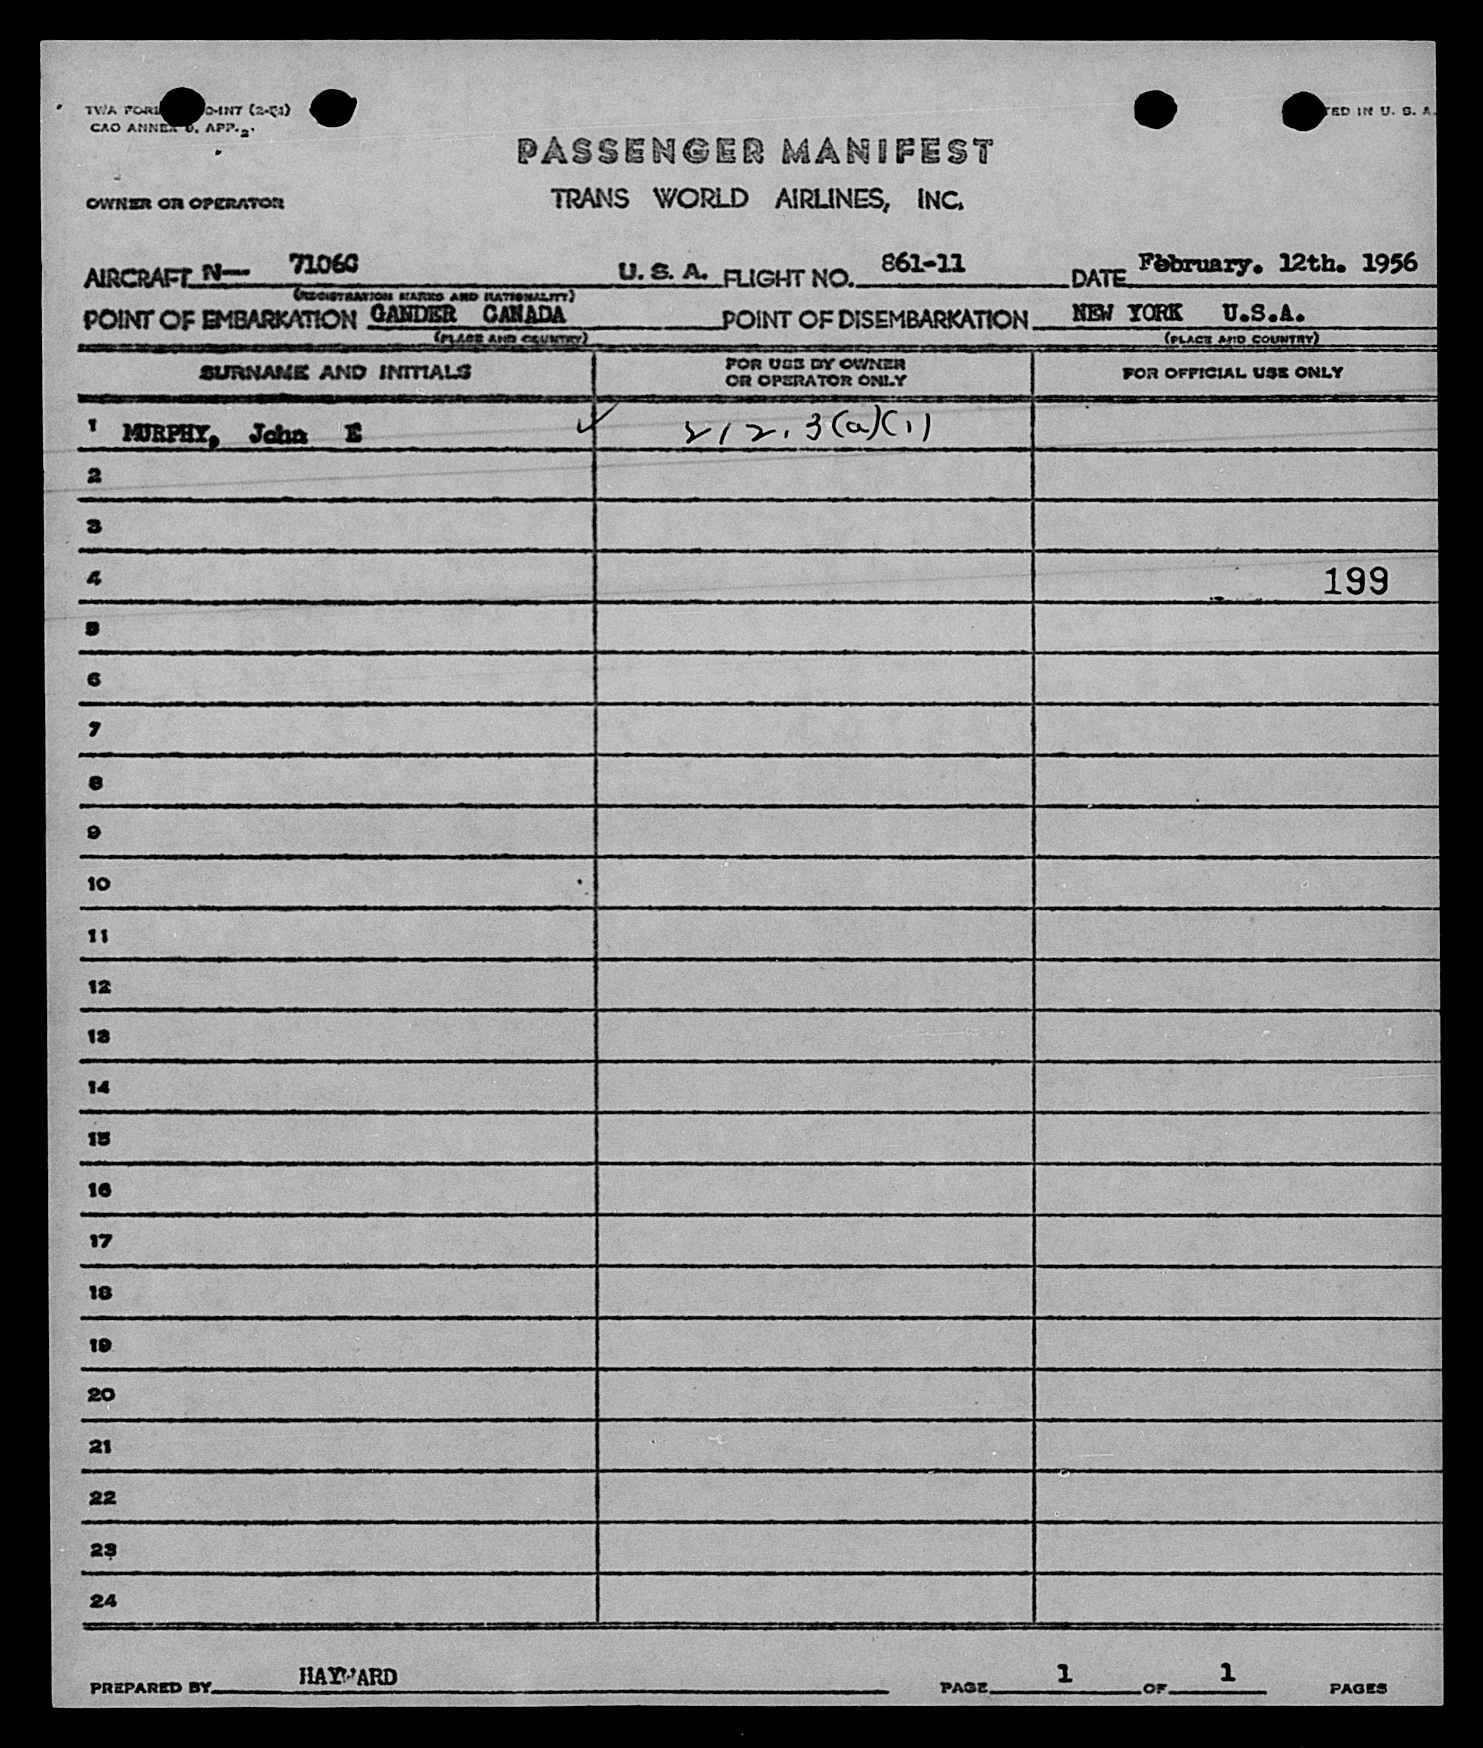 TWA FOR O-INT (2-51)
TED IN U. S. A.
CAO ANNEX 9, APP. 2.
PASSENGER MANIFEST
OWNER OR OPERATOR TRANS WORLD AIRLINES, INC.
AIRCRAFT N— 7106C U. S. A. FLIGHT NO. 861-11 DATE February. 12th. 1956
(REGISTRATION MARKS AND NATIONALITY)
POINT OF EMBARKATION GANDER CANADA POINT OF DISEMBARKATION NEW YORK U.S.A.
(PLACE AND COUNTRY) (PLACE AND COUNTRY)
SURNAME AND INITIALS FOR USE BY OWNER OR OPERATOR ONLY FOR OFFICIAL USE ONLY
1 MURPHY, John E ✓ 212.3(a)(1)
2
3
4 199
5
6
7
8
9
10
11
12
13
14
15
16
17
18
19
20
21
22
23
24
PREPARED BY HAYWARD PAGE 1 OF 1 PAGES